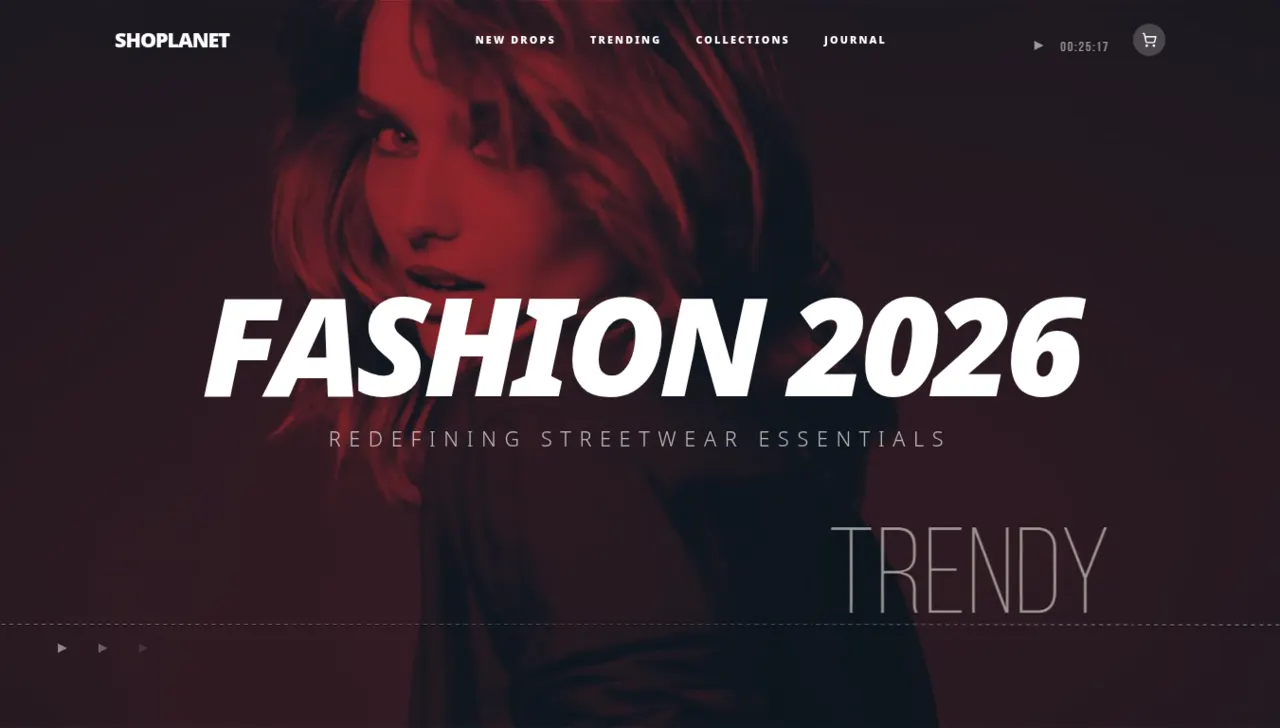 SHOPLANET
NEW DROPS TRENDING COLLECTIONS JOURNAL
00:25:17
FASHION 2026
REDEFINING STREETWEAR ESSENTIALS
TRENDY